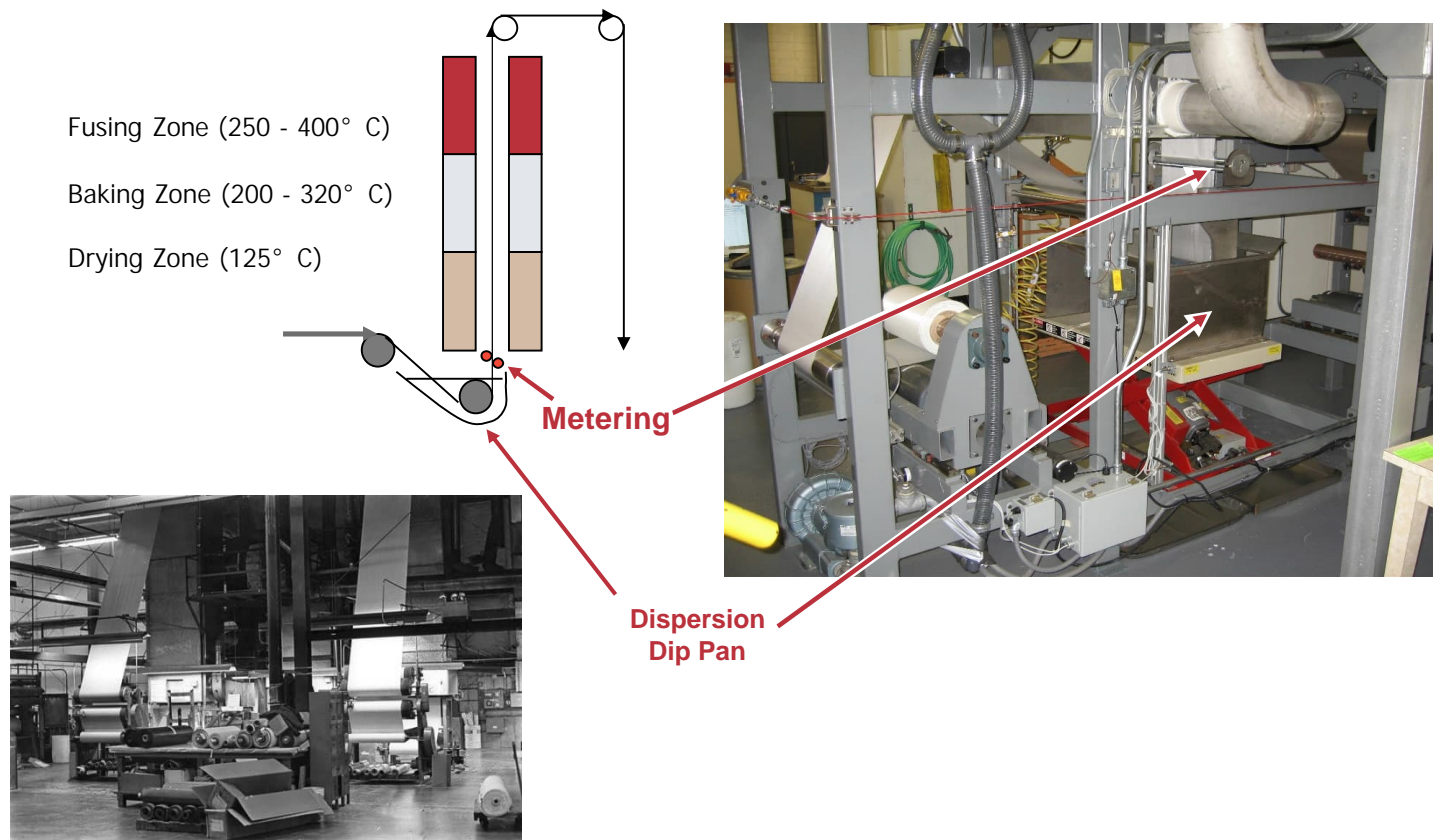 Fusing Zone (250 - 400° C)
Baking Zone (200 - 320° C)
Drying Zone (125° C)
Metering
Dispersion
Dip Pan